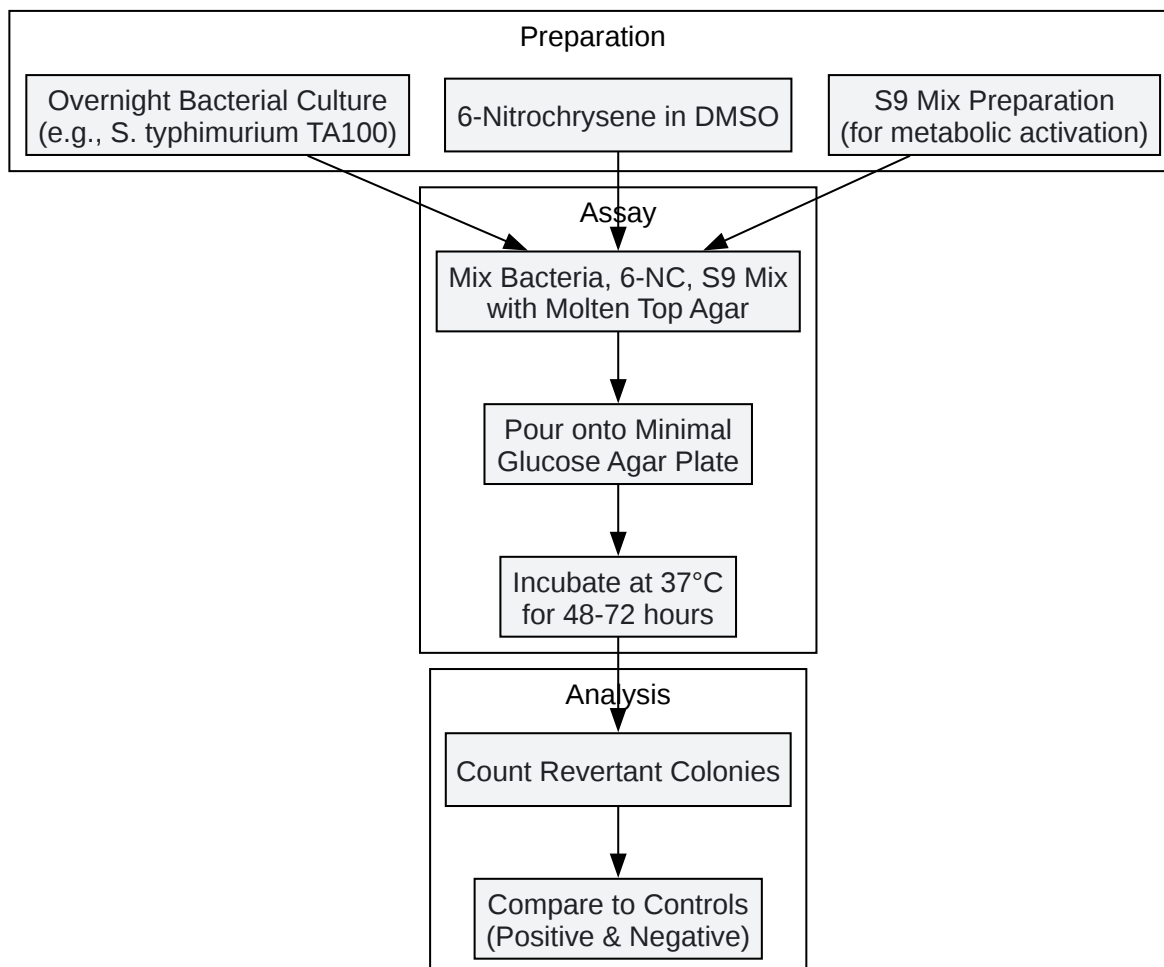 Preparation
Overnight Bacterial Culture
(e.g., S. typhimurium TA100)
6-Nitrochrysene in DMSO
S9 Mix Preparation
(for metabolic activation)
Assay
Mix Bacteria, 6-NC, S9 Mix
with Molten Top Agar
Pour onto Minimal
Glucose Agar Plate
Incubate at 37°C
for 48-72 hours
Analysis
Count Revertant Colonies
Compare to Controls
(Positive & Negative)